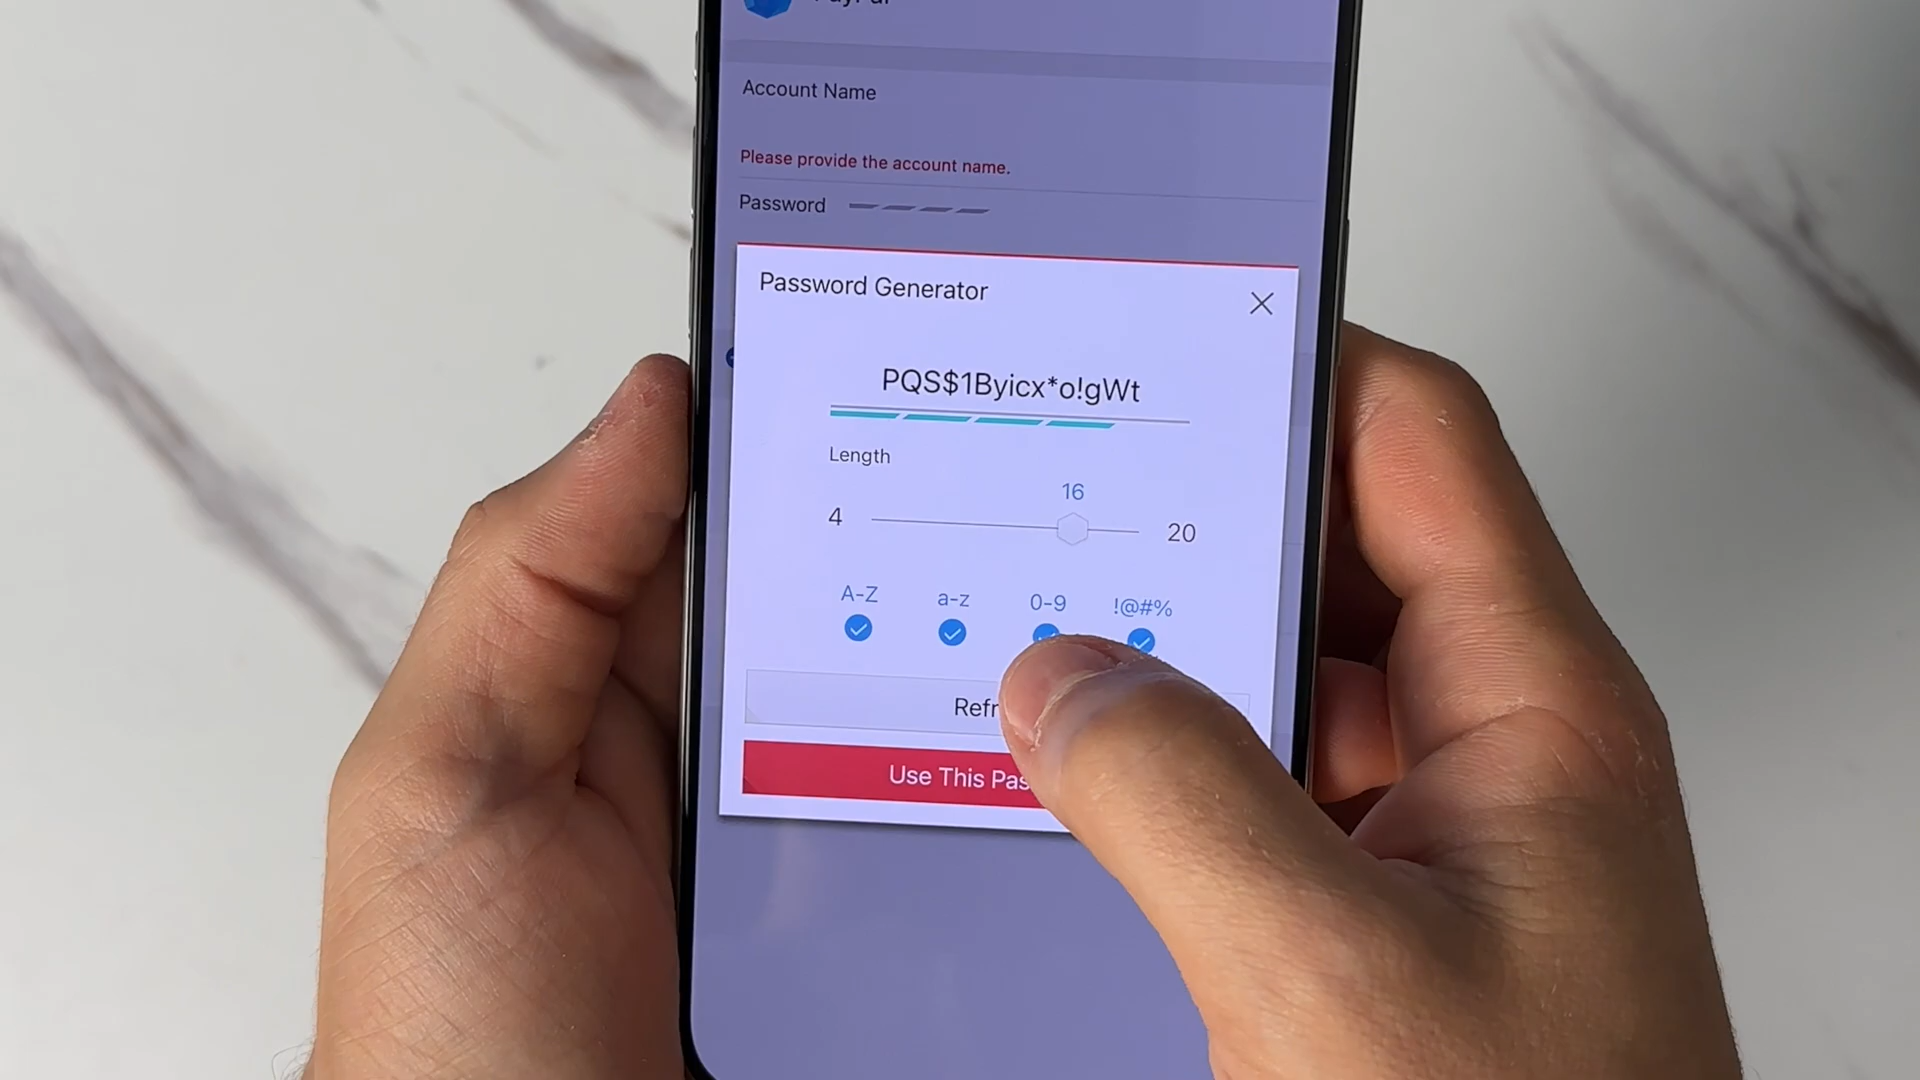 PayPal
Account Name
Please provide the account name.
Password
Password Generator
PQS$1Byicx*o!gWt
Length
16
4
20
A-Z a-z 0-9 !@#%
Refr
Use This Pas